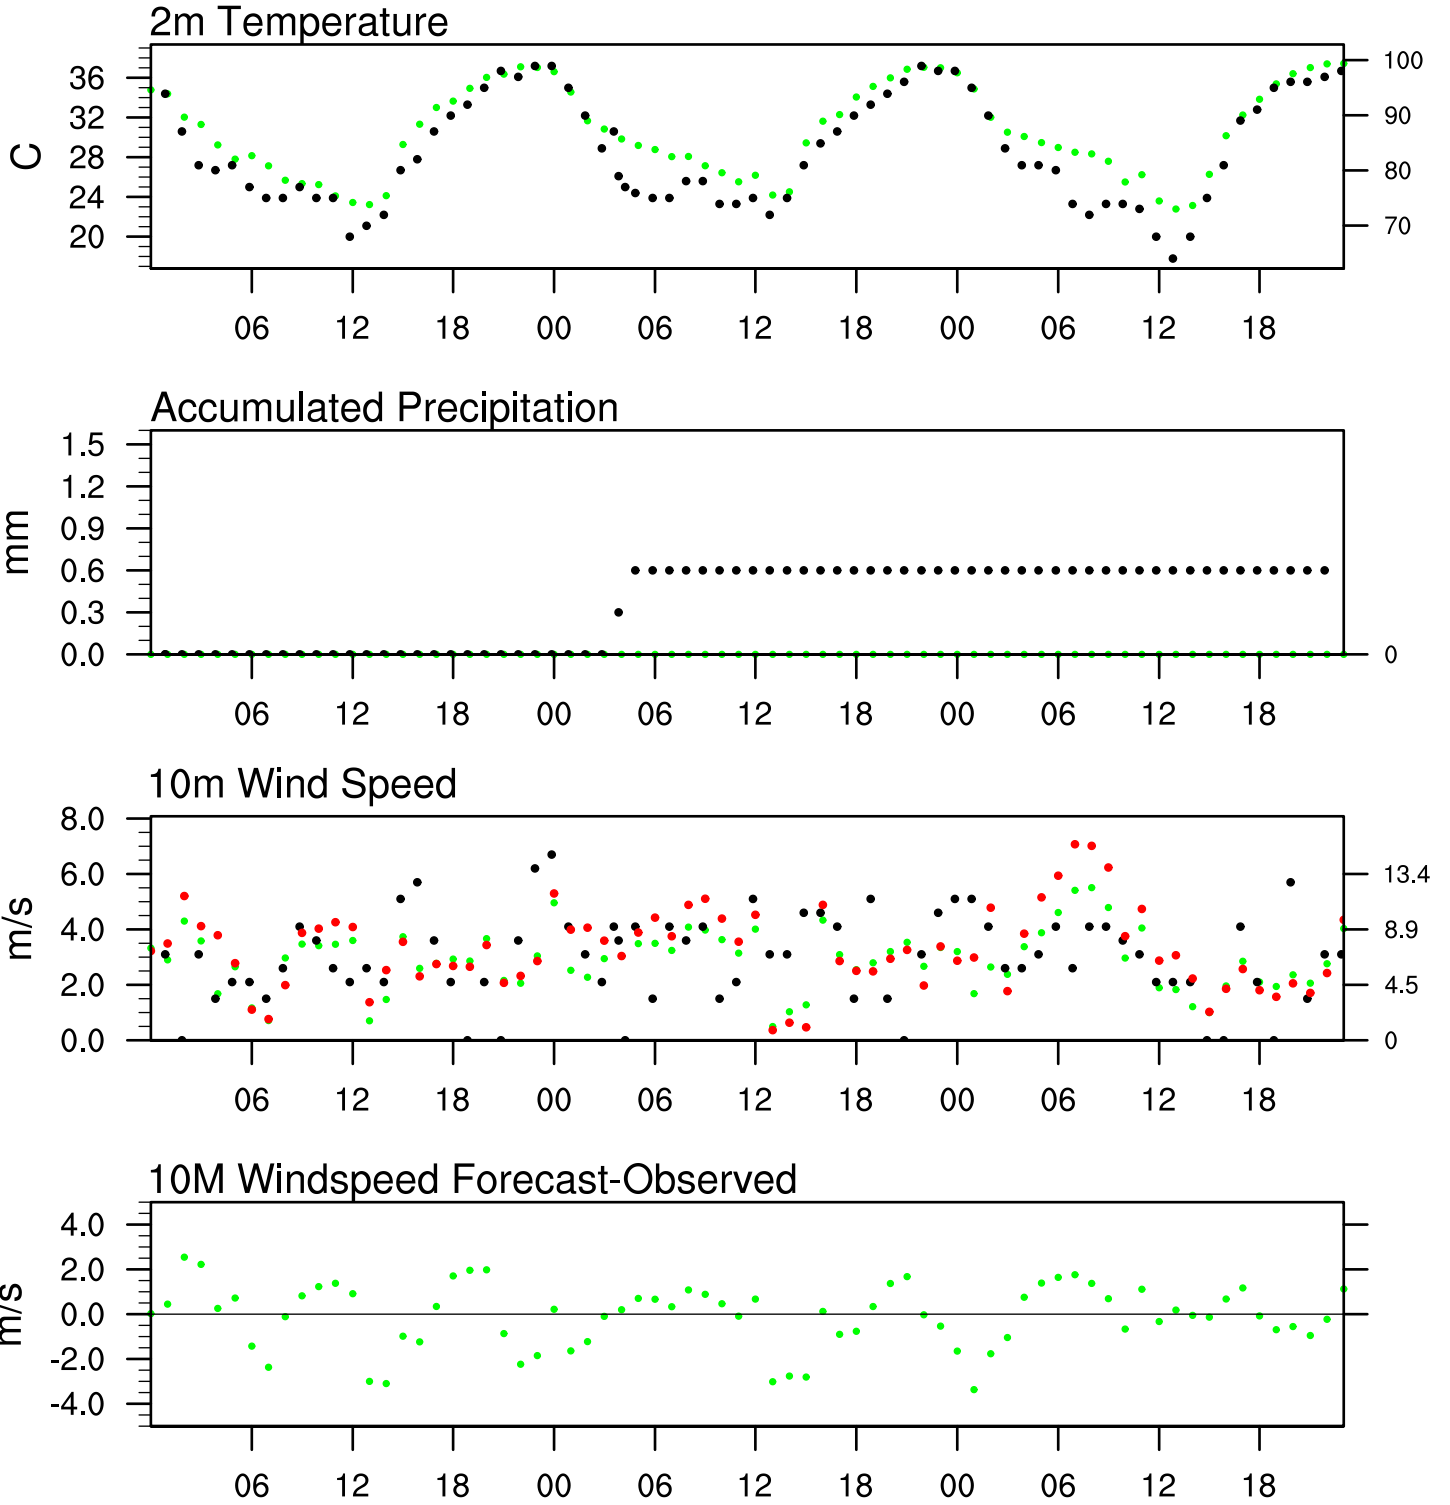 2m Temperature
C
36
32
28
24
20
100
90
80
70
06 12 18 00 06 12 18 00 06 12 18
Accumulated Precipitation
mm
1.5
1.2
0.9
0.6
0.3
0.0
0
06 12 18 00 06 12 18 00 06 12 18
10m Wind Speed
m/s
8.0
6.0
4.0
2.0
0.0
13.4
8.9
4.5
0
06 12 18 00 06 12 18 00 06 12 18
10M Windspeed Forecast-Observed
m/s
4.0
2.0
0.0
-2.0
-4.0
06 12 18 00 06 12 18 00 06 12 18